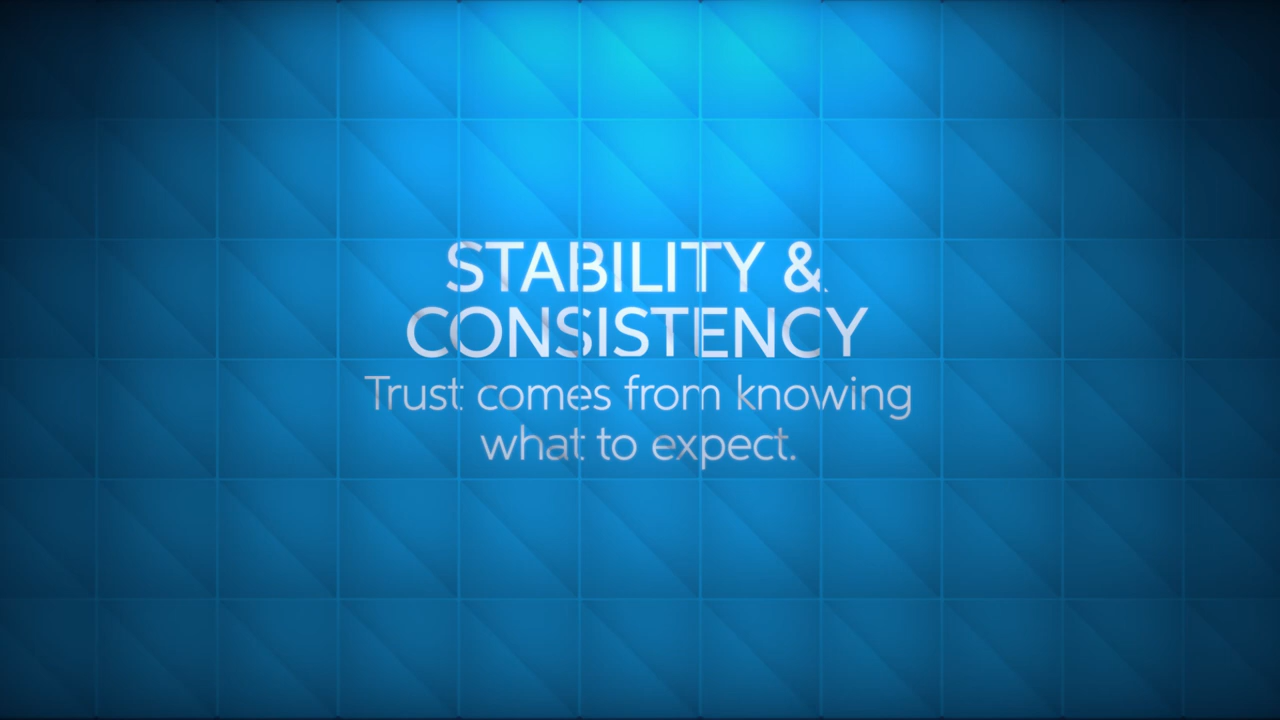 STABILITY &
CONSISTENCY
Trust comes from knowing
what to expect.